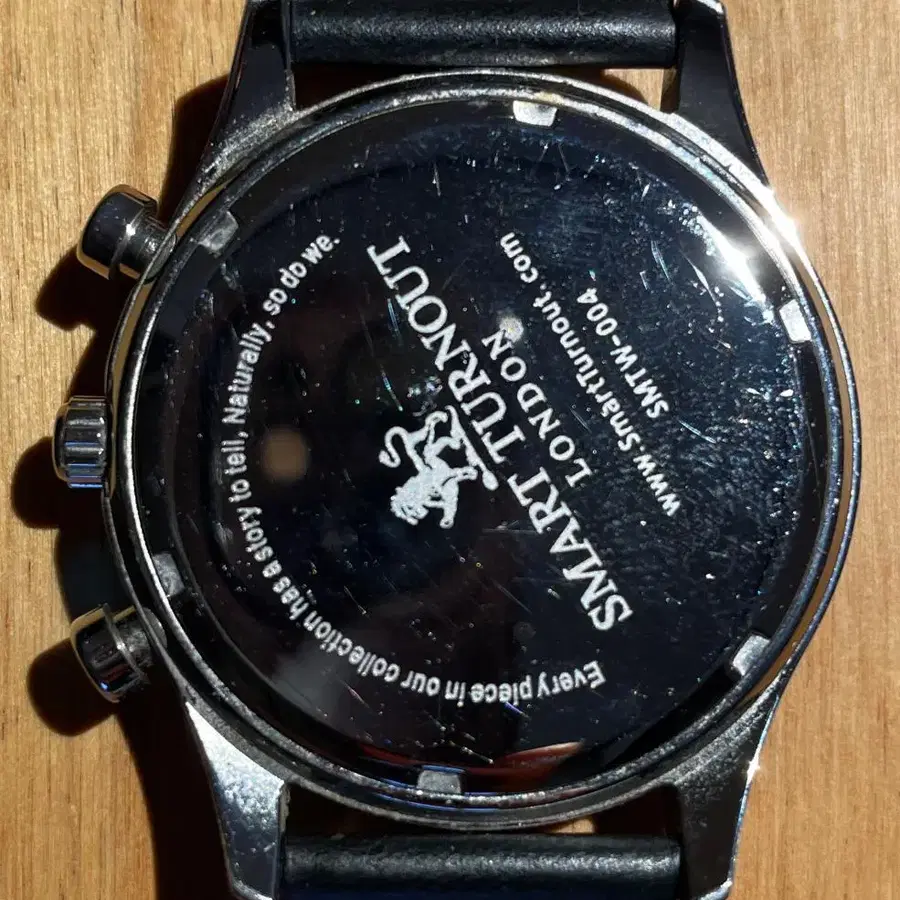 Every piece in our collection has a story to tell, Naturally, so do we.
SMART TURNOUT
LONDON
www.SmartTurnout.com
SMTW-004